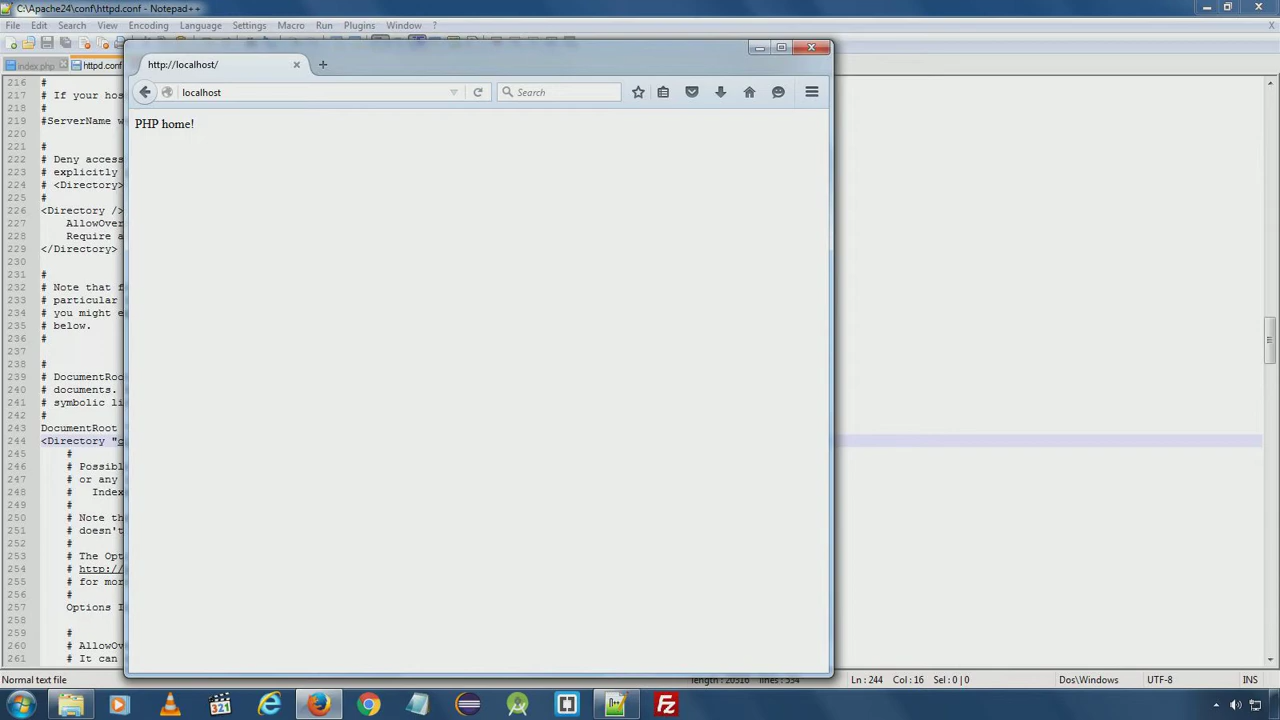 C:\Apache24\conf\httpd.conf - Notepad++
File Edit Search View Encoding Language Settings Macro Run Plugins Window ?
index.php httpd.conf
http://localhost/
localhost
Search
PHP home!
216 #
217 # If your hos
218 #
219 #ServerName w
220
221 #
222 # Deny access
223 # explicitly
224 # <Directory>
225 #
226 <Directory />
227 AllowOver
228 Require a
229 </Directory>
230
231 #
232 # Note that f
233 # particular
234 # you might e
235 # below.
236 #
237
238 #
239 # DocumentRoo
240 # documents.
241 # symbolic li
242 #
243 DocumentRoot
244 <Directory "c
245 #
246 # Possibl
247 # or any
248 # Index
249 #
250 # Note th
251 # doesn't
252 #
253 # The Opt
254 # http://
255 # for mor
256 #
257 Options I
258
259 #
260 # AllowOv
261 # It can
Normal text file
Ln : 244 Col : 16 Sel : 0 | 0
Dos\Windows
UTF-8
INS
321